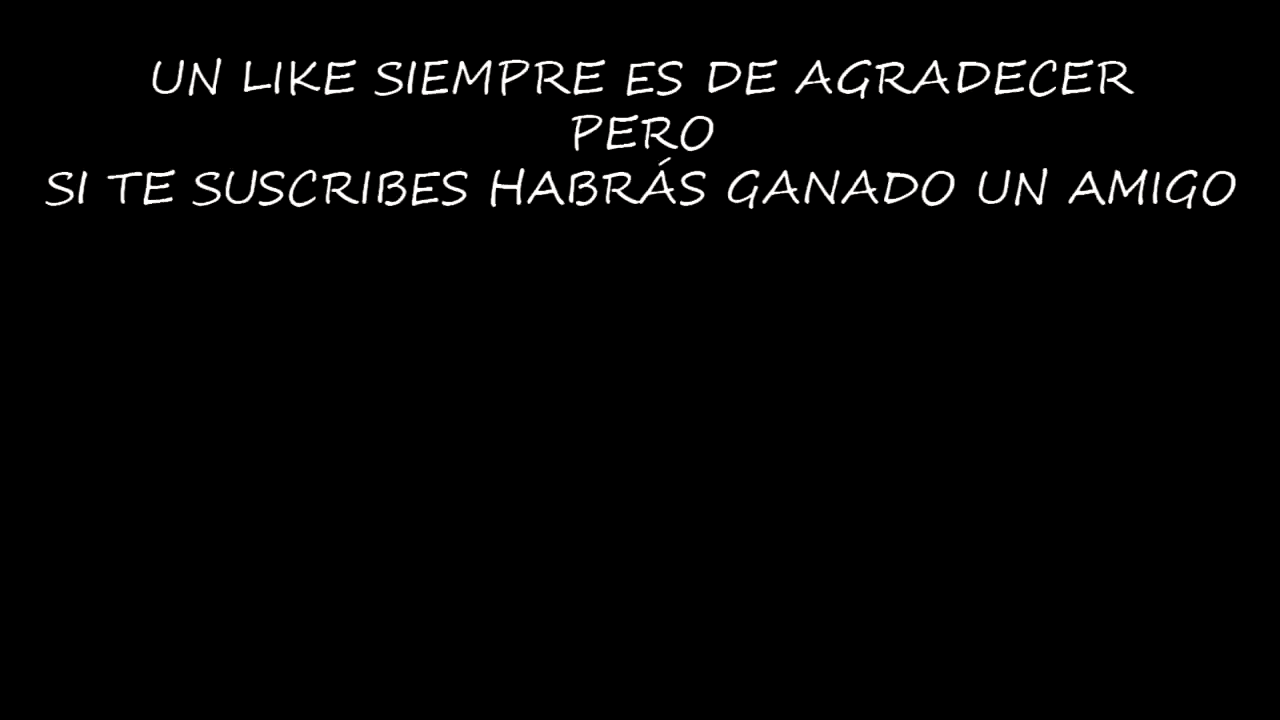 UN LIKE SIEMPRE ES DE AGRADECER
PERO
SI TE SUSCRIBES HABRÁS GANADO UN AMIGO